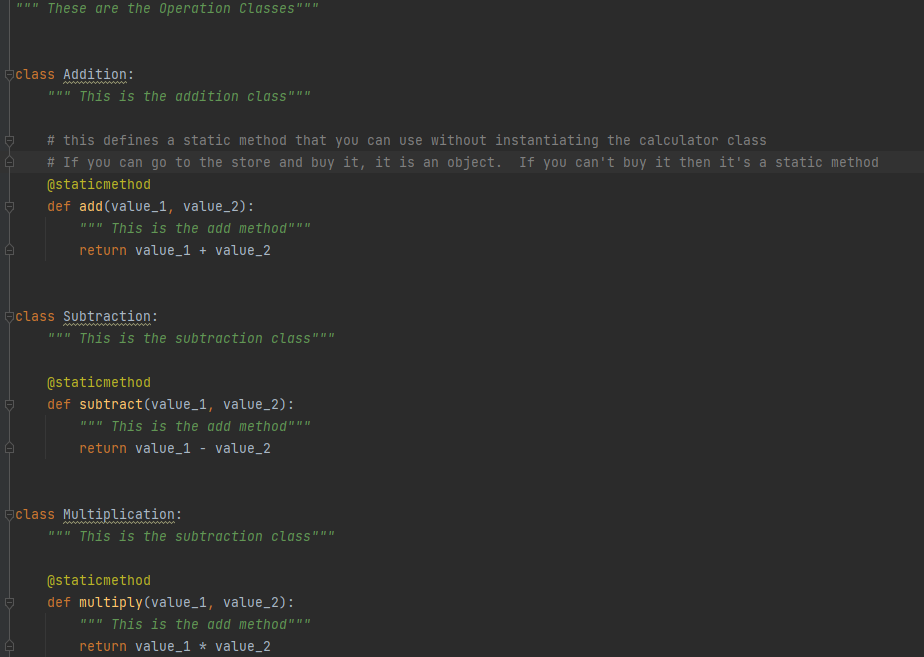 """ These are the Operation Classes"""
class Addition:
""" This is the addition class"""
# this defines a static method that you can use without instantiating the calculator class
# If you can go to the store and buy it, it is an object.  If you can't buy it then it's a static method
@staticmethod
def add(value_1, value_2):
""" This is the add method"""
return value_1 + value_2
class Subtraction:
""" This is the subtraction class"""
@staticmethod
def subtract(value_1, value_2):
""" This is the add method"""
return value_1 - value_2
class Multiplication:
""" This is the subtraction class"""
@staticmethod
def multiply(value_1, value_2):
""" This is the add method"""
return value_1 * value_2